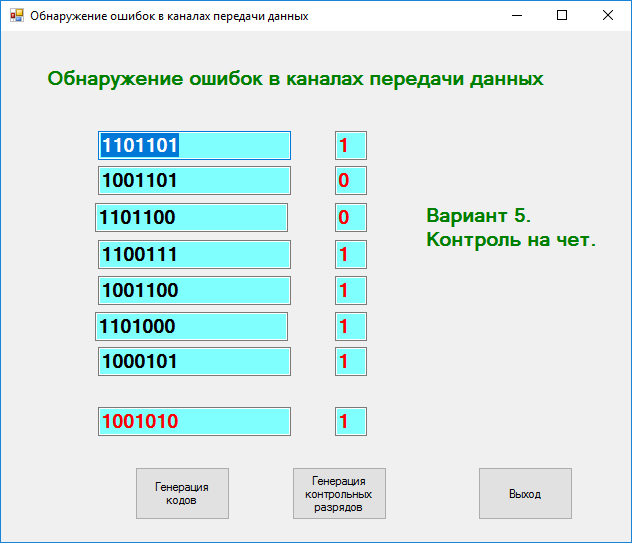 Обнаружение ошибок в каналах передачи данных
Обнаружение ошибок в каналах передачи данных
1101101 1
1001101 0
1101100 0
Вариант 5.
Контроль на чет.
1100111 1
1001100 1
1101000 1
1000101 1
1001010 1
Генерация
кодов
Генерация
контрольных
разрядов
Выход